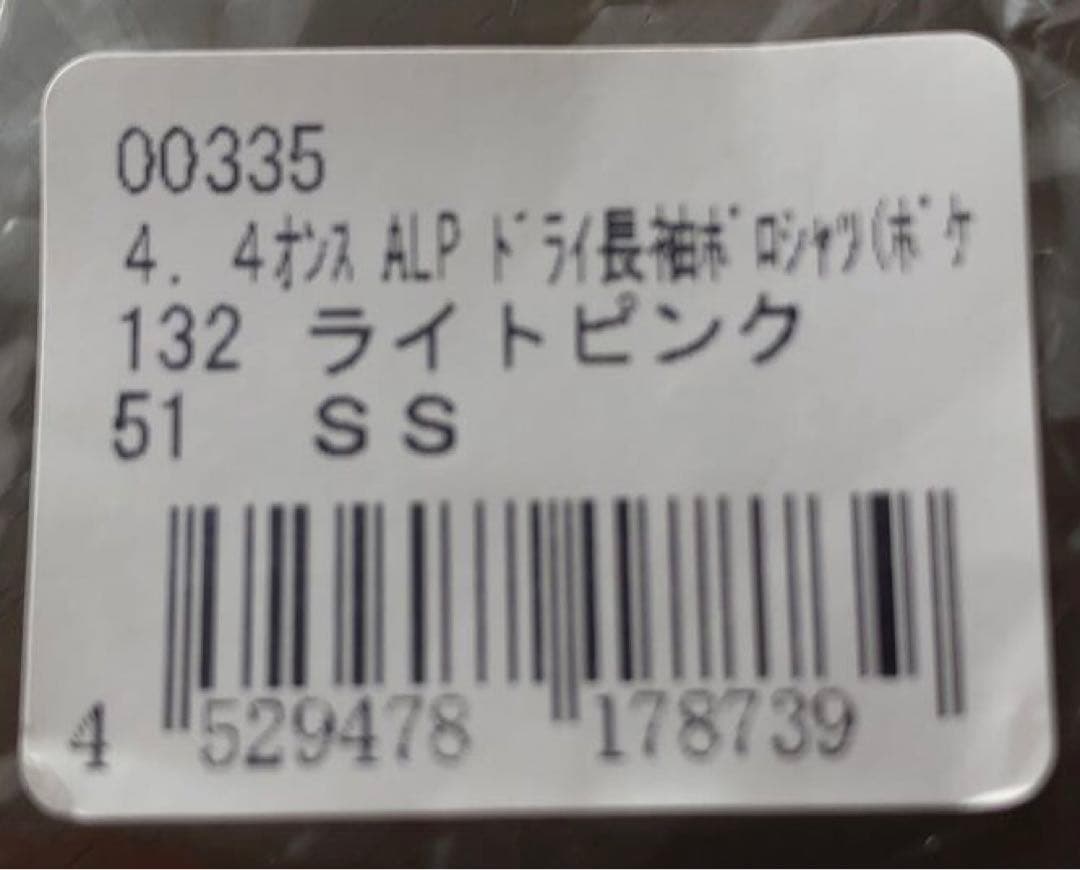 00335
4. 4ｵﾝｽ ALP ﾄﾞﾗｲ長袖ﾎﾟﾛｼｬﾂ(ﾎﾟｹ
132 ライトピンク
51 ＳＳ
4 529478 178739